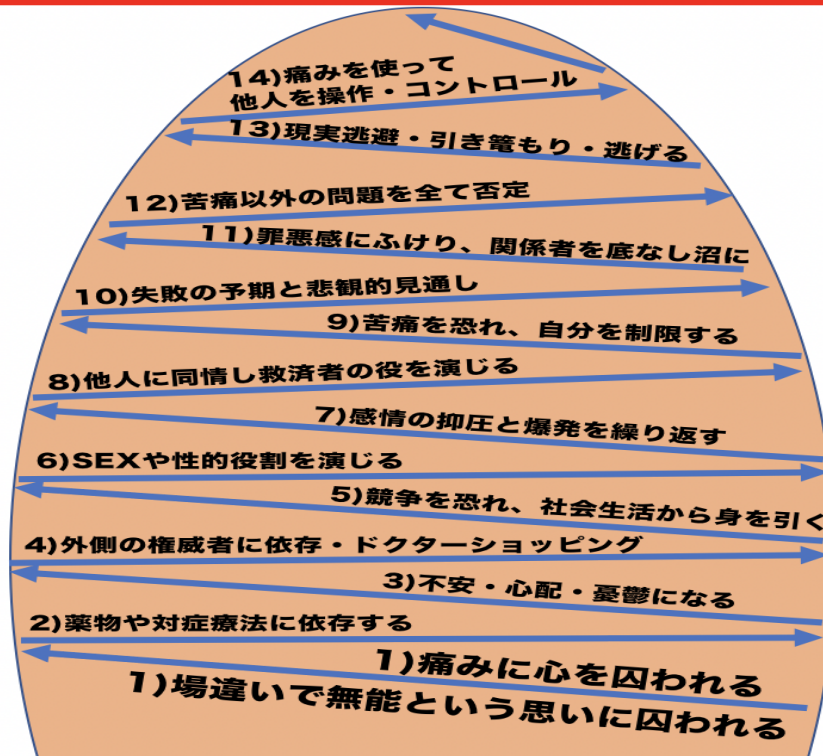 14)痛みを使って
他人を操作・コントロール
13)現実逃避・引き篭もり・逃げる
12)苦痛以外の問題を全て否定
11)罪悪感にふけり、関係者を底なし沼に
10)失敗の予期と悲観的見通し
9)苦痛を恐れ、自分を制限する
8)他人に同情し救済者の役を演じる
7)感情の抑圧と爆発を繰り返す
6)SEXや性的役割を演じる
5)競争を恐れ、社会生活から身を引く
4)外側の権威者に依存・ドクターショッピング
3)不安・心配・憂鬱になる
2)薬物や対症療法に依存する
1)痛みに心を囚われる
1)場違いで無能という思いに囚われる